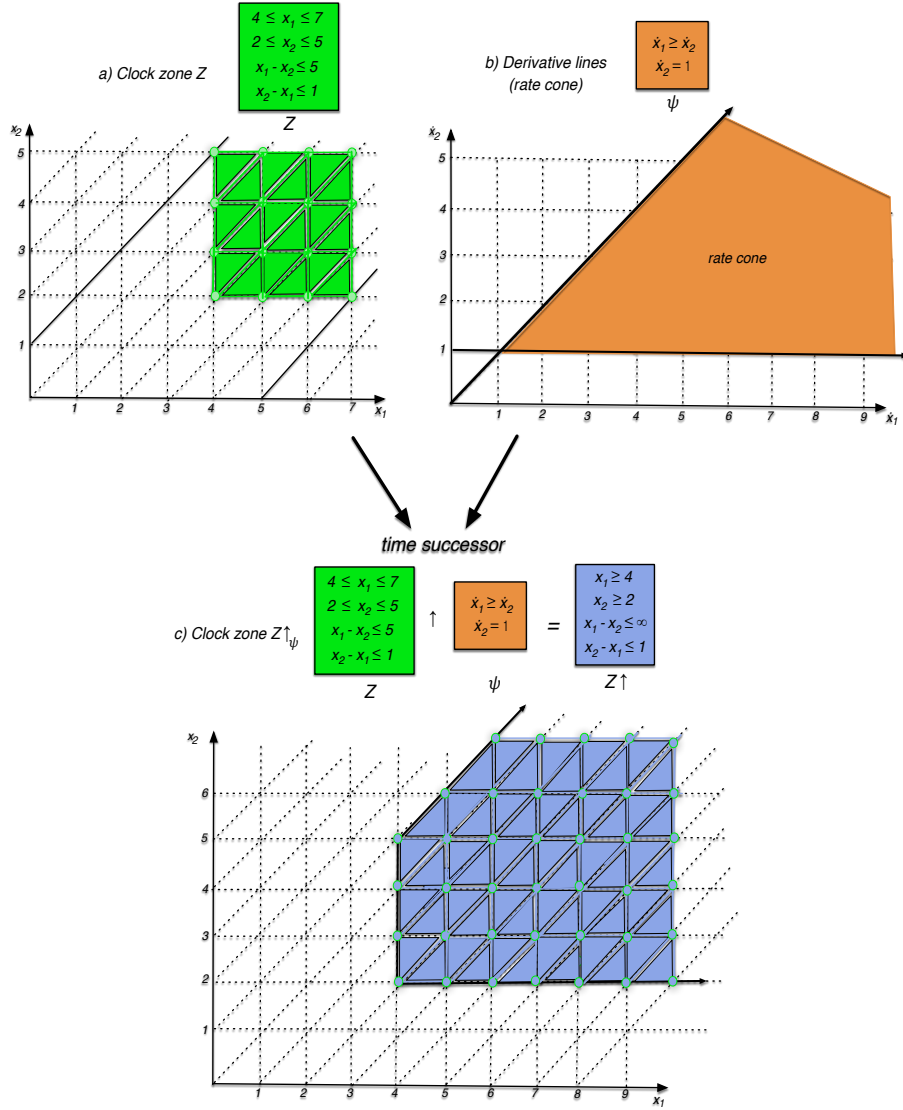 4 ≤ x₁ ≤ 7
2 ≤ x₂ ≤ 5
x₁ - x₂ ≤ 5
x₂ - x₁ ≤ 1
Z
a) Clock zone Z
b) Derivative lines
(rate cone)
ẋ₁ ≥ ẋ₂
ẋ₂ = 1
ψ
x₂
5
4
3
2
1
0
1
2
3
4
5
6
7
x₁
ẋ₂
5
4
3
2
1
rate cone
0
1
2
3
4
5
6
7
8
9
ẋ₁
time successor
c) Clock zone Z↑ψ
4 ≤ x₁ ≤ 7
2 ≤ x₂ ≤ 5
x₁ - x₂ ≤ 5
x₂ - x₁ ≤ 1
Z
↑
ẋ₁ ≥ ẋ₂
ẋ₂ = 1
ψ
=
x₁ ≥ 4
x₂ ≥ 2
x₁ - x₂ ≤ ∞
x₂ - x₁ ≤ 1
Z ↑
x₂
6
5
4
3
2
1
0
1
2
3
4
5
6
7
8
9
x₁